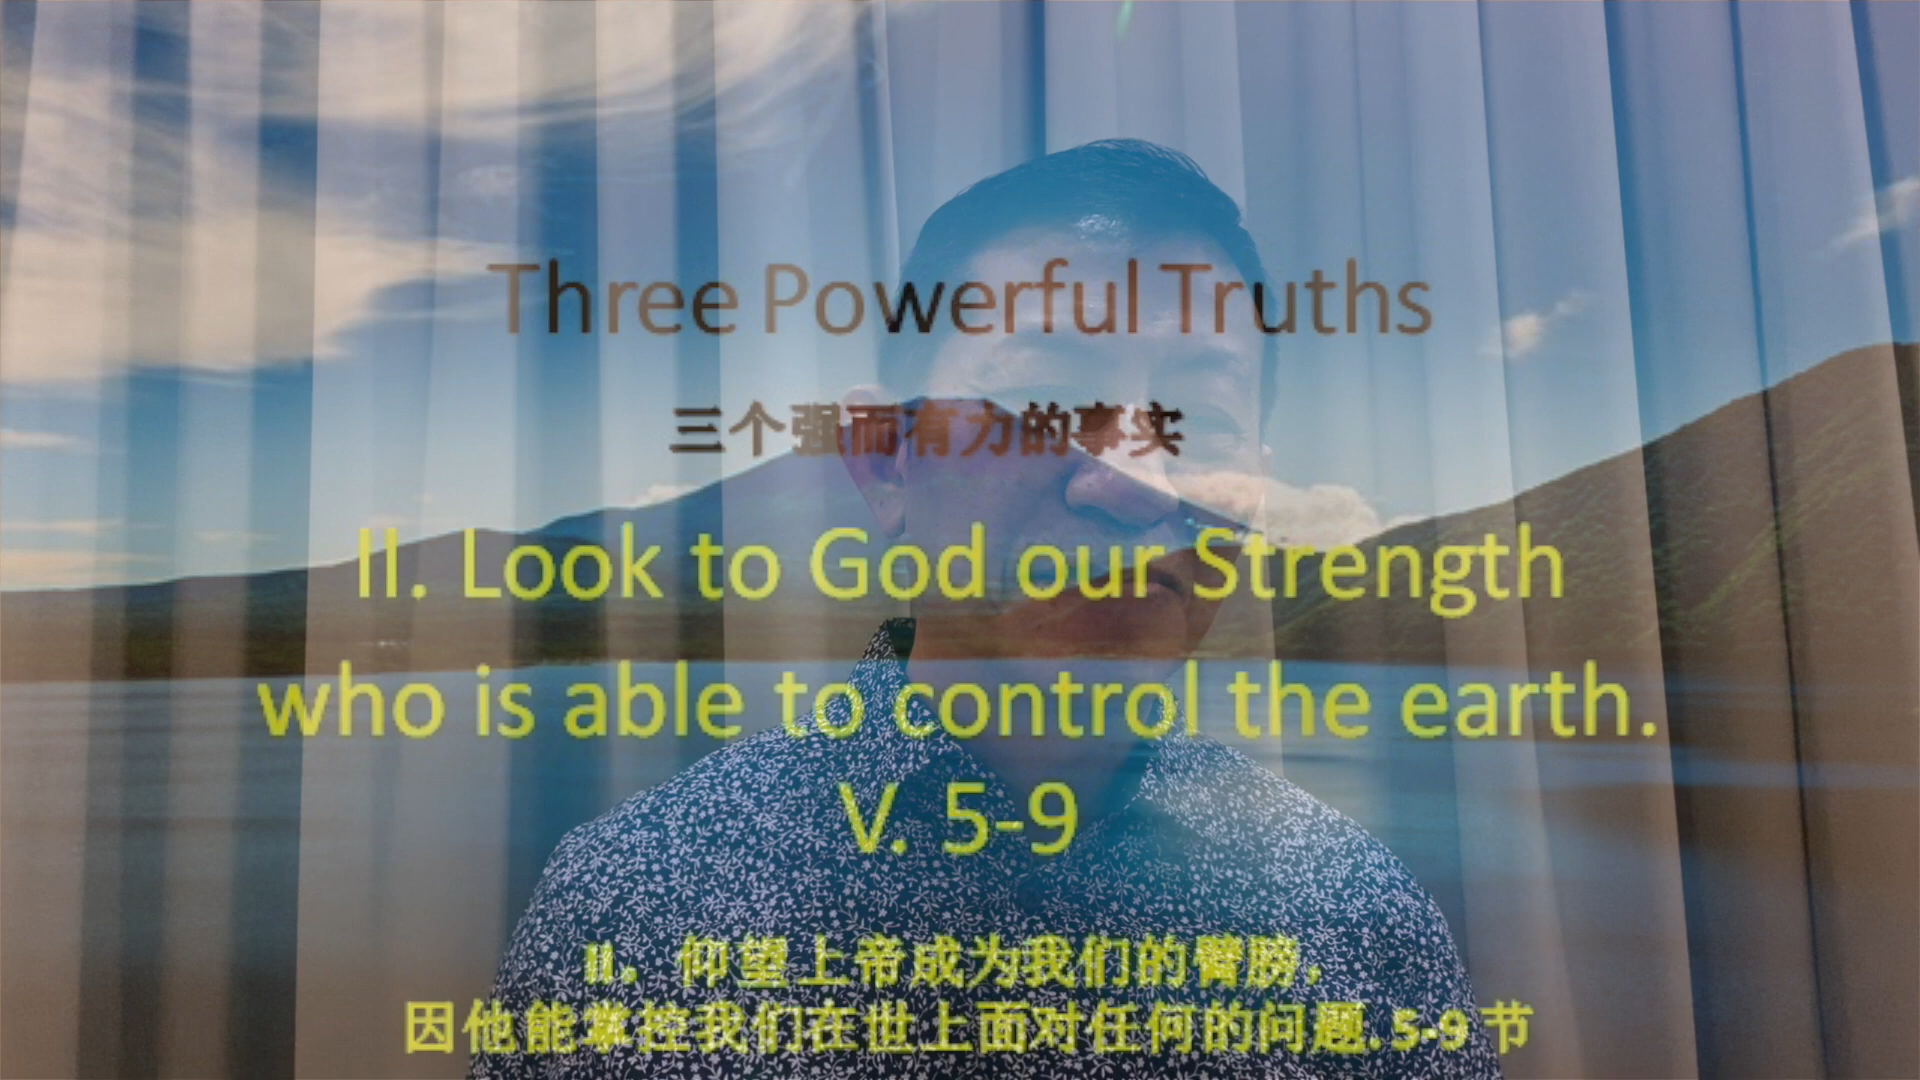 Three Powerful Truths
三个强而有力的事实
II. Look to God our Strength
who is able to control the earth.
V. 5-9
II. 仰望上帝成为我们的臂膀,
因他能掌控我们在世上面对任何的问题. 5-9 节